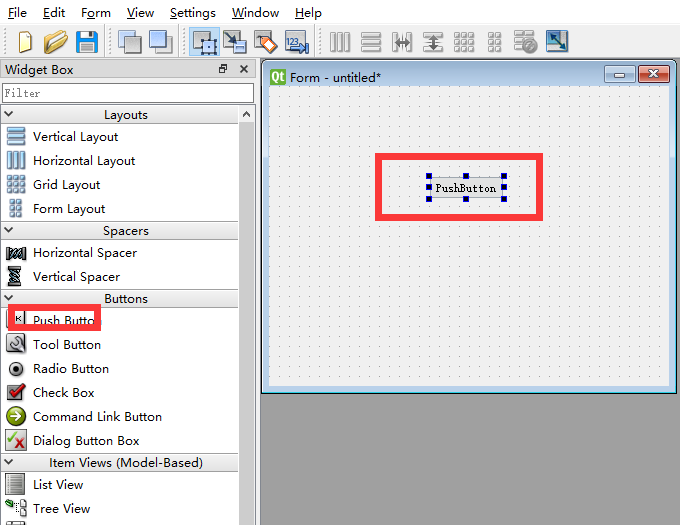 File Edit Form View Settings Window Help
Widget Box
Filter
Layouts
Vertical Layout
Horizontal Layout
Grid Layout
Form Layout
Spacers
Horizontal Spacer
Vertical Spacer
Buttons
Push Button
Tool Button
Radio Button
Check Box
Command Link Button
Dialog Button Box
Item Views (Model-Based)
List View
Tree View
Qt Form - untitled*
PushButton